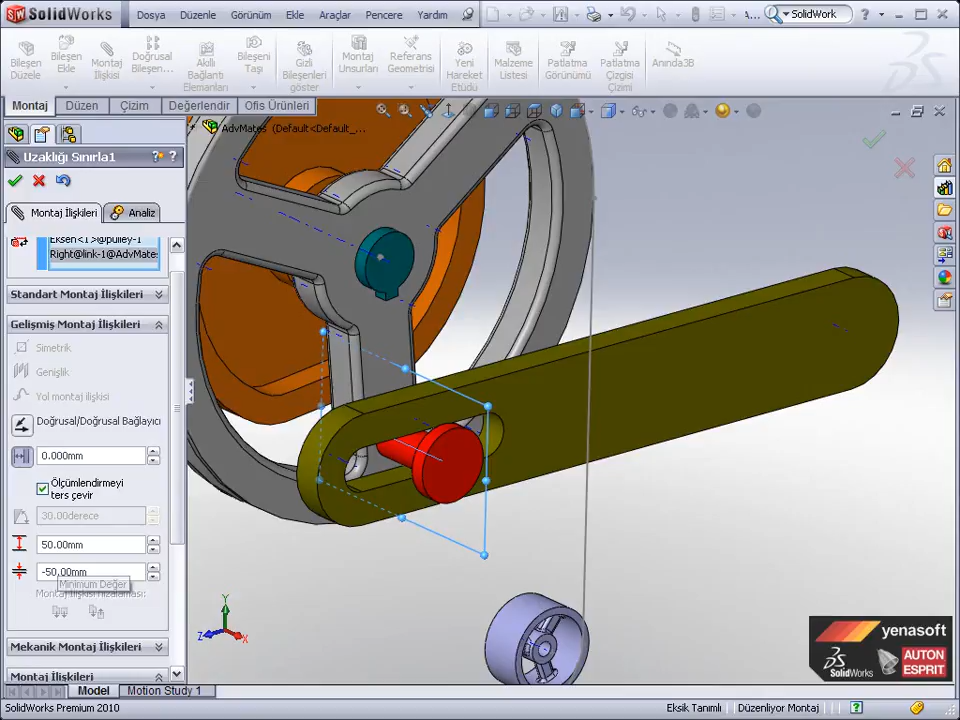 SolidWorks
Dosya
Düzenle
Görünüm
Ekle
Araçlar
Pencere
Yardım
SolidWork
Bileşen
Düzele
Bileşen
Ekle
Montaj
İlişkisi
Doğrusal
Bileşen...
Akıllı
Bağlantı
Elemanları
Bileşeni
Taşı
Gizli
Bileşenleri
göster
Montaj
Unsurları
Referans
Geometrisi
Yeni
Hareket
Etüdü
Malzeme
Listesi
Patlatma
Görünümü
Patlatma
Çizgisi
Anında3B
Montaj
Düzen
Çizim
Değerlendir
Ofis Ürünleri
AdvMates (Default<Default_...
Uzaklığı Sınırla1
Montaj İlişkileri
Analiz
Eksen<1>@pulley-1
Right@link-1@AdvMate:
Standart Montaj İlişkileri
Gelişmiş Montaj İlişkileri
Simetrik
Genişlik
Yol montaj ilişkisi
Doğrusal/Doğrusal Bağlayıcı
0.000mm
Ölçümlendirmeyi
ters çevir
30.00derece
50.00mm
-50.00mm
Minimum Değer
Montaj İlişkisi hizalaması:
Mekanik Montaj İlişkileri
Montaj İlişkileri
Y
Z
X
yenasoft
SolidWorks
AUTON
ESPRIT
Model
Motion Study 1
SolidWorks Premium 2010
Eksik Tanımlı
Düzenliyor Montaj